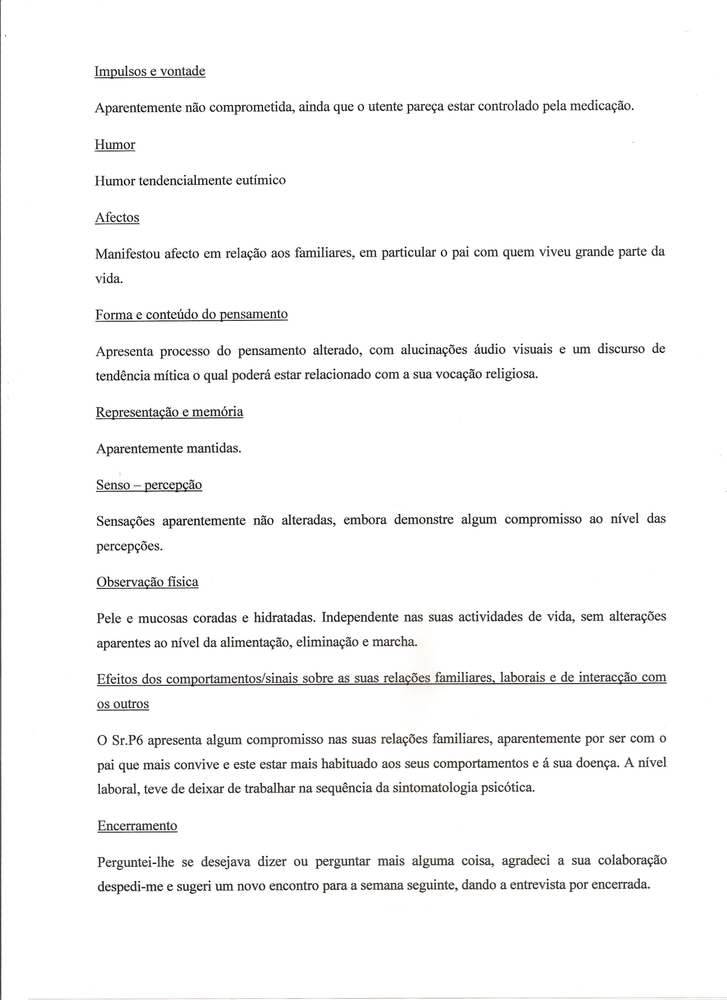 Impulsos e vontade
Aparentemente não comprometida, ainda que o utente pareça estar controlado pela medicação.
Humor
Humor tendencialmente eutímico
Afectos
Manifestou afecto em relação aos familiares, em particular o pai com quem viveu grande parte da
vida.
Forma e conteúdo do pensamento
Apresenta processo do pensamento alterado, com alucinações áudio visuais e um discurso de
tendência mítica o qual poderá estar relacionado com a sua vocação religiosa.
Representação e memória
Aparentemente mantidas.
Senso – percepção
Sensações aparentemente não alteradas, embora demonstre algum compromisso ao nível das
percepções.
Observação física
Pele e mucosas coradas e hidratadas. Independente nas suas actividades de vida, sem alterações
aparentes ao nível da alimentação, eliminação e marcha.
Efeitos dos comportamentos/sinais sobre as suas relações familiares, laborais e de interacção com
os outros
O Sr.P6 apresenta algum compromisso nas suas relações familiares, aparentemente por ser com o
pai que mais convive e este estar mais habituado aos seus comportamentos e á sua doença. A nível
laboral, teve de deixar de trabalhar na sequência da sintomatologia psicótica.
Encerramento
Perguntei-lhe se desejava dizer ou perguntar mais alguma coisa, agradeci a sua colaboração
despedi-me e sugeri um novo encontro para a semana seguinte, dando a entrevista por encerrada.